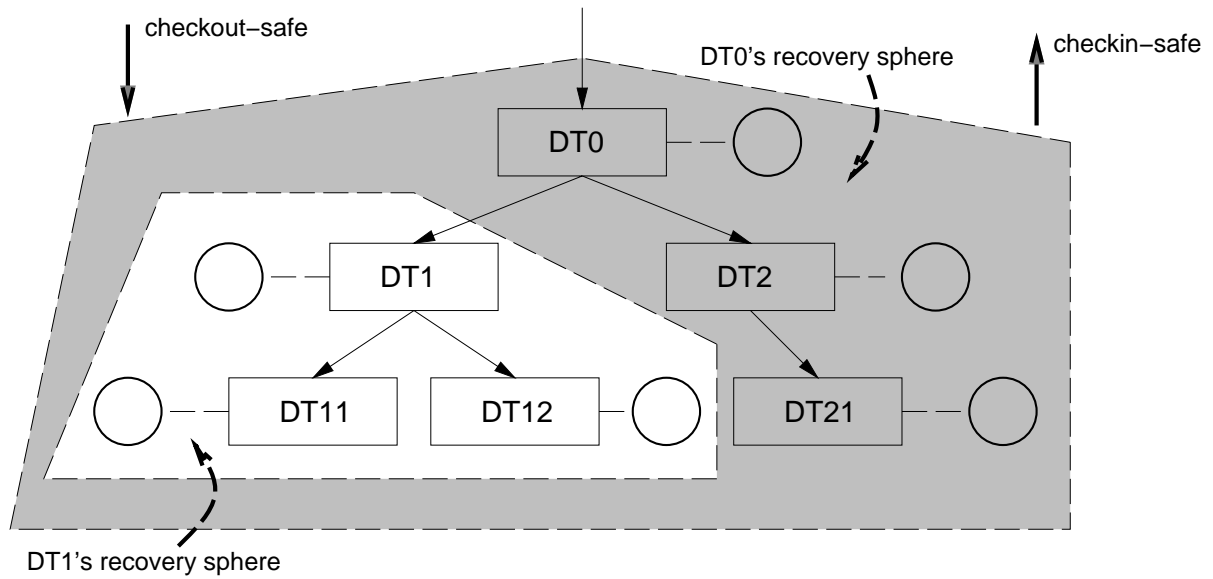 checkout−safe
checkin−safe
DT0's recovery sphere
DT0
DT1
DT2
DT11
DT12
DT21
DT1's recovery sphere